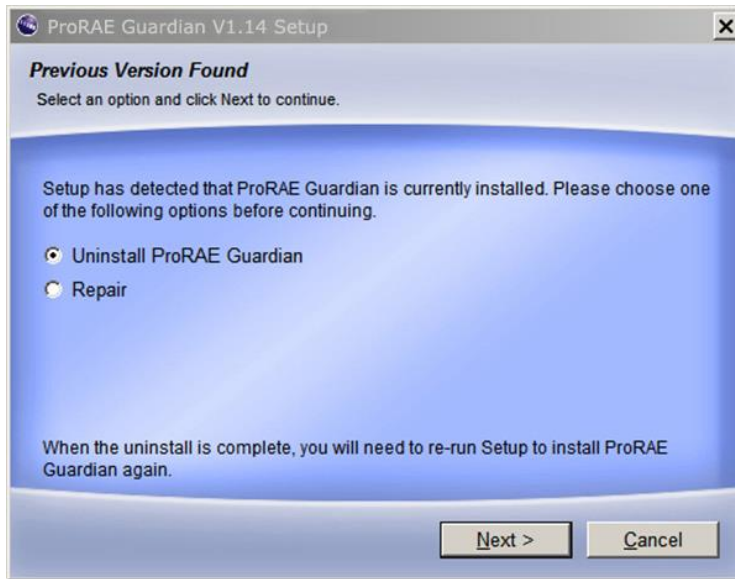 ProRAE Guardian V1.14 Setup
Previous Version Found
Select an option and click Next to continue.
Setup has detected that ProRAE Guardian is currently installed. Please choose one
of the following options before continuing.
Uninstall ProRAE Guardian
Repair
When the uninstall is complete, you will need to re-run Setup to install ProRAE
Guardian again.
Next >
Cancel